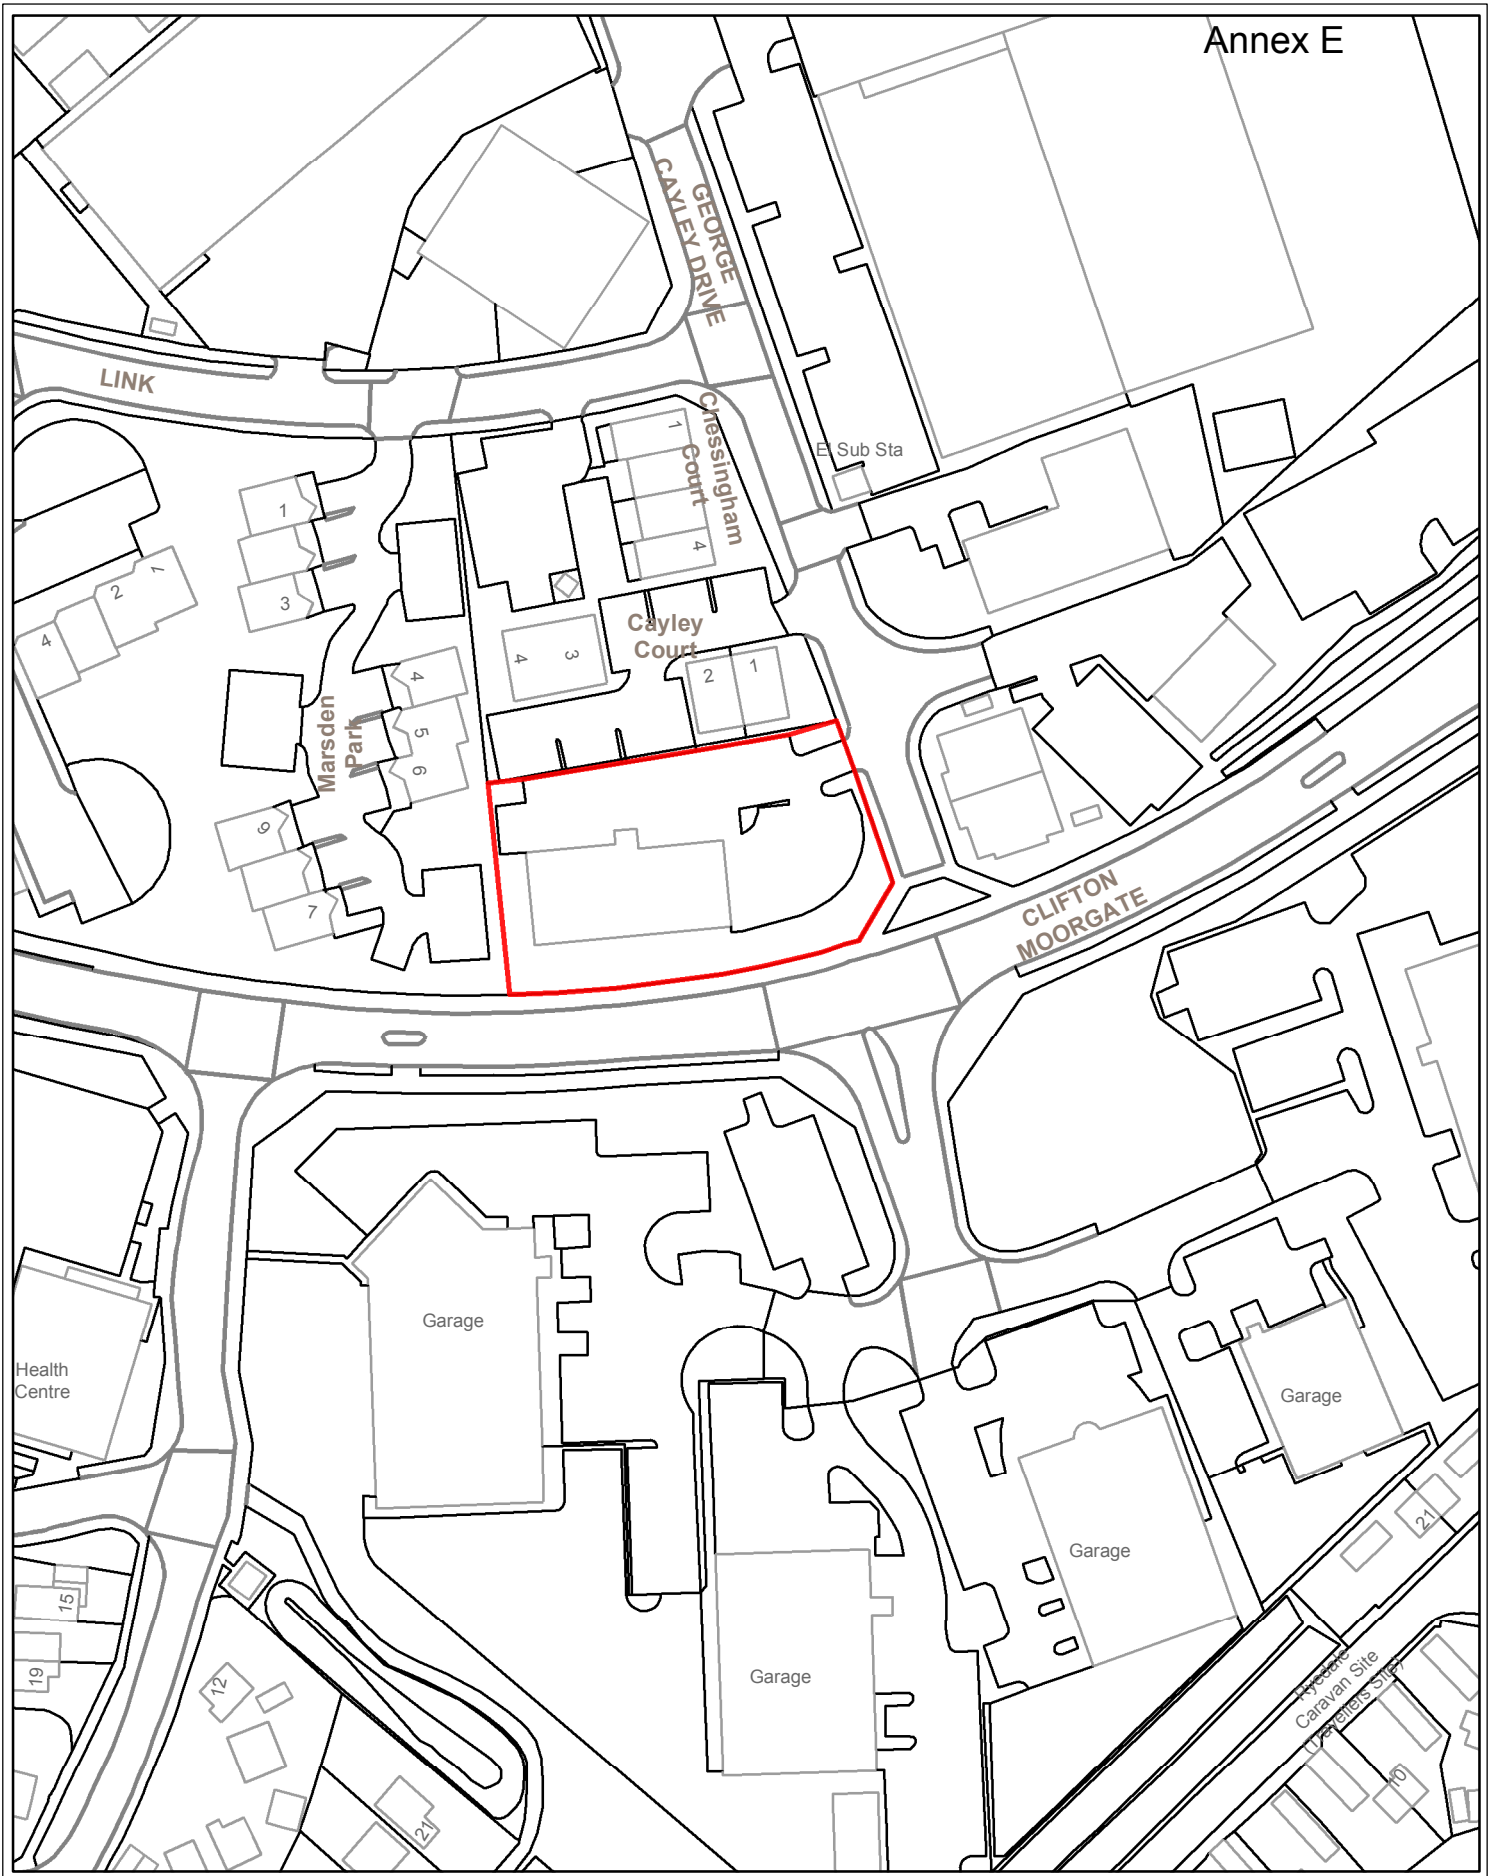 Annex E
GEORGE
CAYLEY DRIVE
LINK
Chessingham
Court
1
4
El Sub Sta
1
3
1
2
4
Cayley
Court
4
3
2
1
Marsden
Park
4
5
6
9
7
CLIFTON
MOORGATE
Garage
Health
Centre
Garage
Garage
Garage
21
15
19
12
21
Ryedale
Caravan Site
(Travellers Site)
10